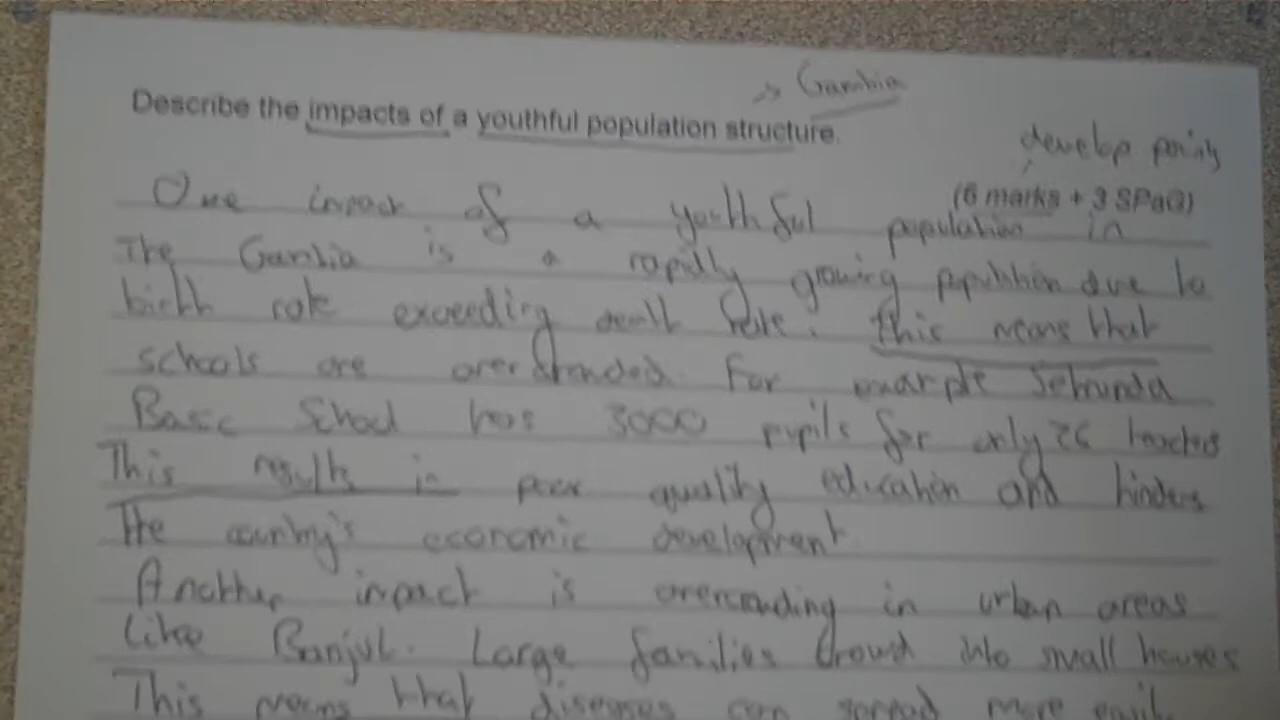 -> Gambia
Describe the impacts of a youthful population structure.
develop points
(6 marks + 3 SPaG)
One impact of a youthful population in
The Gambia is a rapidly growing population due to
birth rate exceeding death rate. This means that
schools are overcrowded. For example
Basic School has 3000 pupils for only 76 teachers
This results in poor quality education and hinders
The country's economic development
Another impact is overcrowding in urban areas
like Banjul. Large families crowd into small houses
This means that diseases can spread more easily